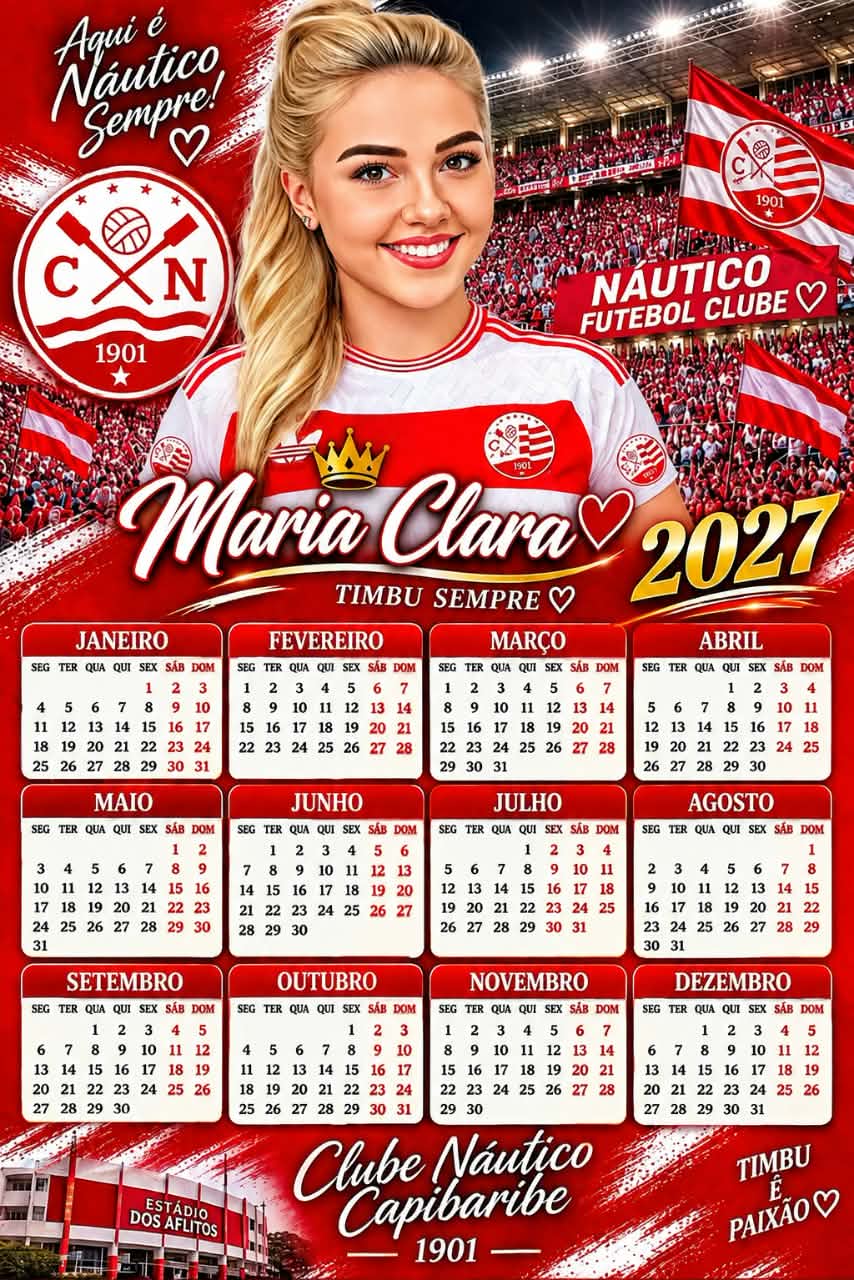 Aqui é
Náutico
Sempre!
C N
1901
C
1901
NÁUTICO
FUTEBOL CLUBE
1901
Maria Clara
2027
TIMBU SEMPRE
JANEIRO
SEG TER QUA QUI SEX SÁB DOM
1 2 3
4 5 6 7 8 9 10
11 12 13 14 15 16 17
18 19 20 21 22 23 24
25 26 27 28 29 30 31
FEVEREIRO
SEG TER QUA QUI SEX SÁB DOM
1 2 3 4 5 6 7
8 9 10 11 12 13 14
15 16 17 18 19 20 21
22 23 24 25 26 27 28
MARÇO
SEG TER QUA QUI SEX SÁB DOM
1 2 3 4 5 6 7
8 9 10 11 12 13 14
15 16 17 18 19 20 21
22 23 24 25 26 27 28
29 30 31
ABRIL
SEG TER QUA QUI SEX SÁB DOM
1 2 3 4
5 6 7 8 9 10 11
12 13 14 15 16 17 18
19 20 21 22 23 24 25
26 27 28 29 30
MAIO
SEG TER QUA QUI SEX SÁB DOM
1 2
3 4 5 6 7 8 9
10 11 12 13 14 15 16
17 18 19 20 21 22 23
24 25 26 27 28 29 30
31
JUNHO
SEG TER QUA QUI SEX SÁB DOM
1 2 3 4 5 6
7 8 9 10 11 12 13
14 15 16 17 18 19 20
21 22 23 24 25 26 27
28 29 30
JULHO
SEG TER QUA QUI SEX SÁB DOM
1 2 3 4
5 6 7 8 9 10 11
12 13 14 15 16 17 18
19 20 21 22 23 24 25
26 27 28 29 30 31
AGOSTO
SEG TER QUA QUI SEX SÁB DOM
1
2 3 4 5 6 7 8
9 10 11 12 13 14 15
16 17 18 19 20 21 22
23 24 25 26 27 28 29
30 31
SETEMBRO
SEG TER QUA QUI SEX SÁB DOM
1 2 3 4 5
6 7 8 9 10 11 12
13 14 15 16 17 18 19
20 21 22 23 24 25 26
27 28 29 30
OUTUBRO
SEG TER QUA QUI SEX SÁB DOM
1 2 3
4 5 6 7 8 9 10
11 12 13 14 15 16 17
18 19 20 21 22 23 24
25 26 27 28 29 30 31
NOVEMBRO
SEG TER QUA QUI SEX SÁB DOM
1 2 3 4 5 6 7
8 9 10 11 12 13 14
15 16 17 18 19 20 21
22 23 24 25 26 27 28
29 30
DEZEMBRO
SEG TER QUA QUI SEX SÁB DOM
1 2 3 4 5
6 7 8 9 10 11 12
13 14 15 16 17 18 19
20 21 22 23 24 25 26
27 28 29 30 31
ESTÁDIO
DOS AFLITOS
Clube Náutico
Capibaribe
1901
TIMBU
Ê
PAIXÃO